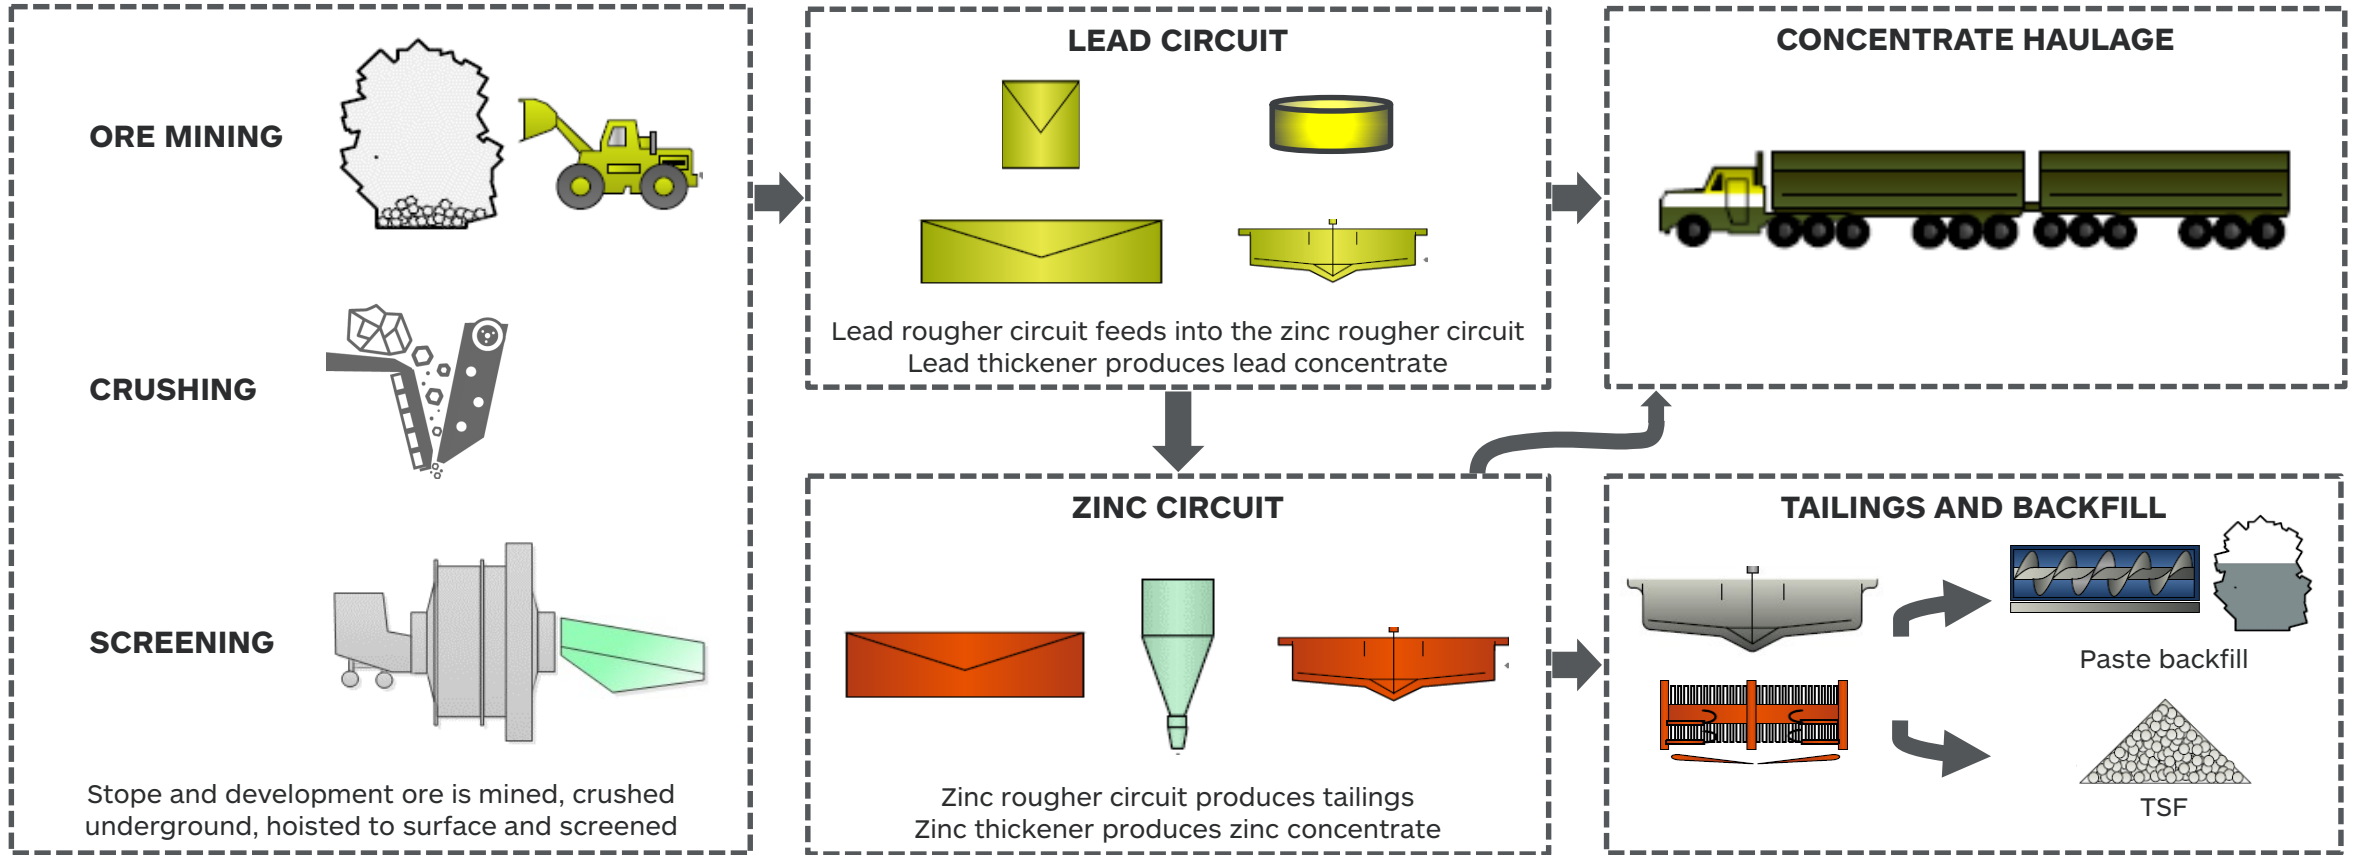 ORE MINING
CRUSHING
SCREENING
Stope and development ore is mined, crushed
underground, hoisted to surface and screened
LEAD CIRCUIT
Lead rougher circuit feeds into the zinc rougher circuit
Lead thickener produces lead concentrate
CONCENTRATE HAULAGE
ZINC CIRCUIT
Zinc rougher circuit produces tailings
Zinc thickener produces zinc concentrate
TAILINGS AND BACKFILL
Paste backfill
TSF